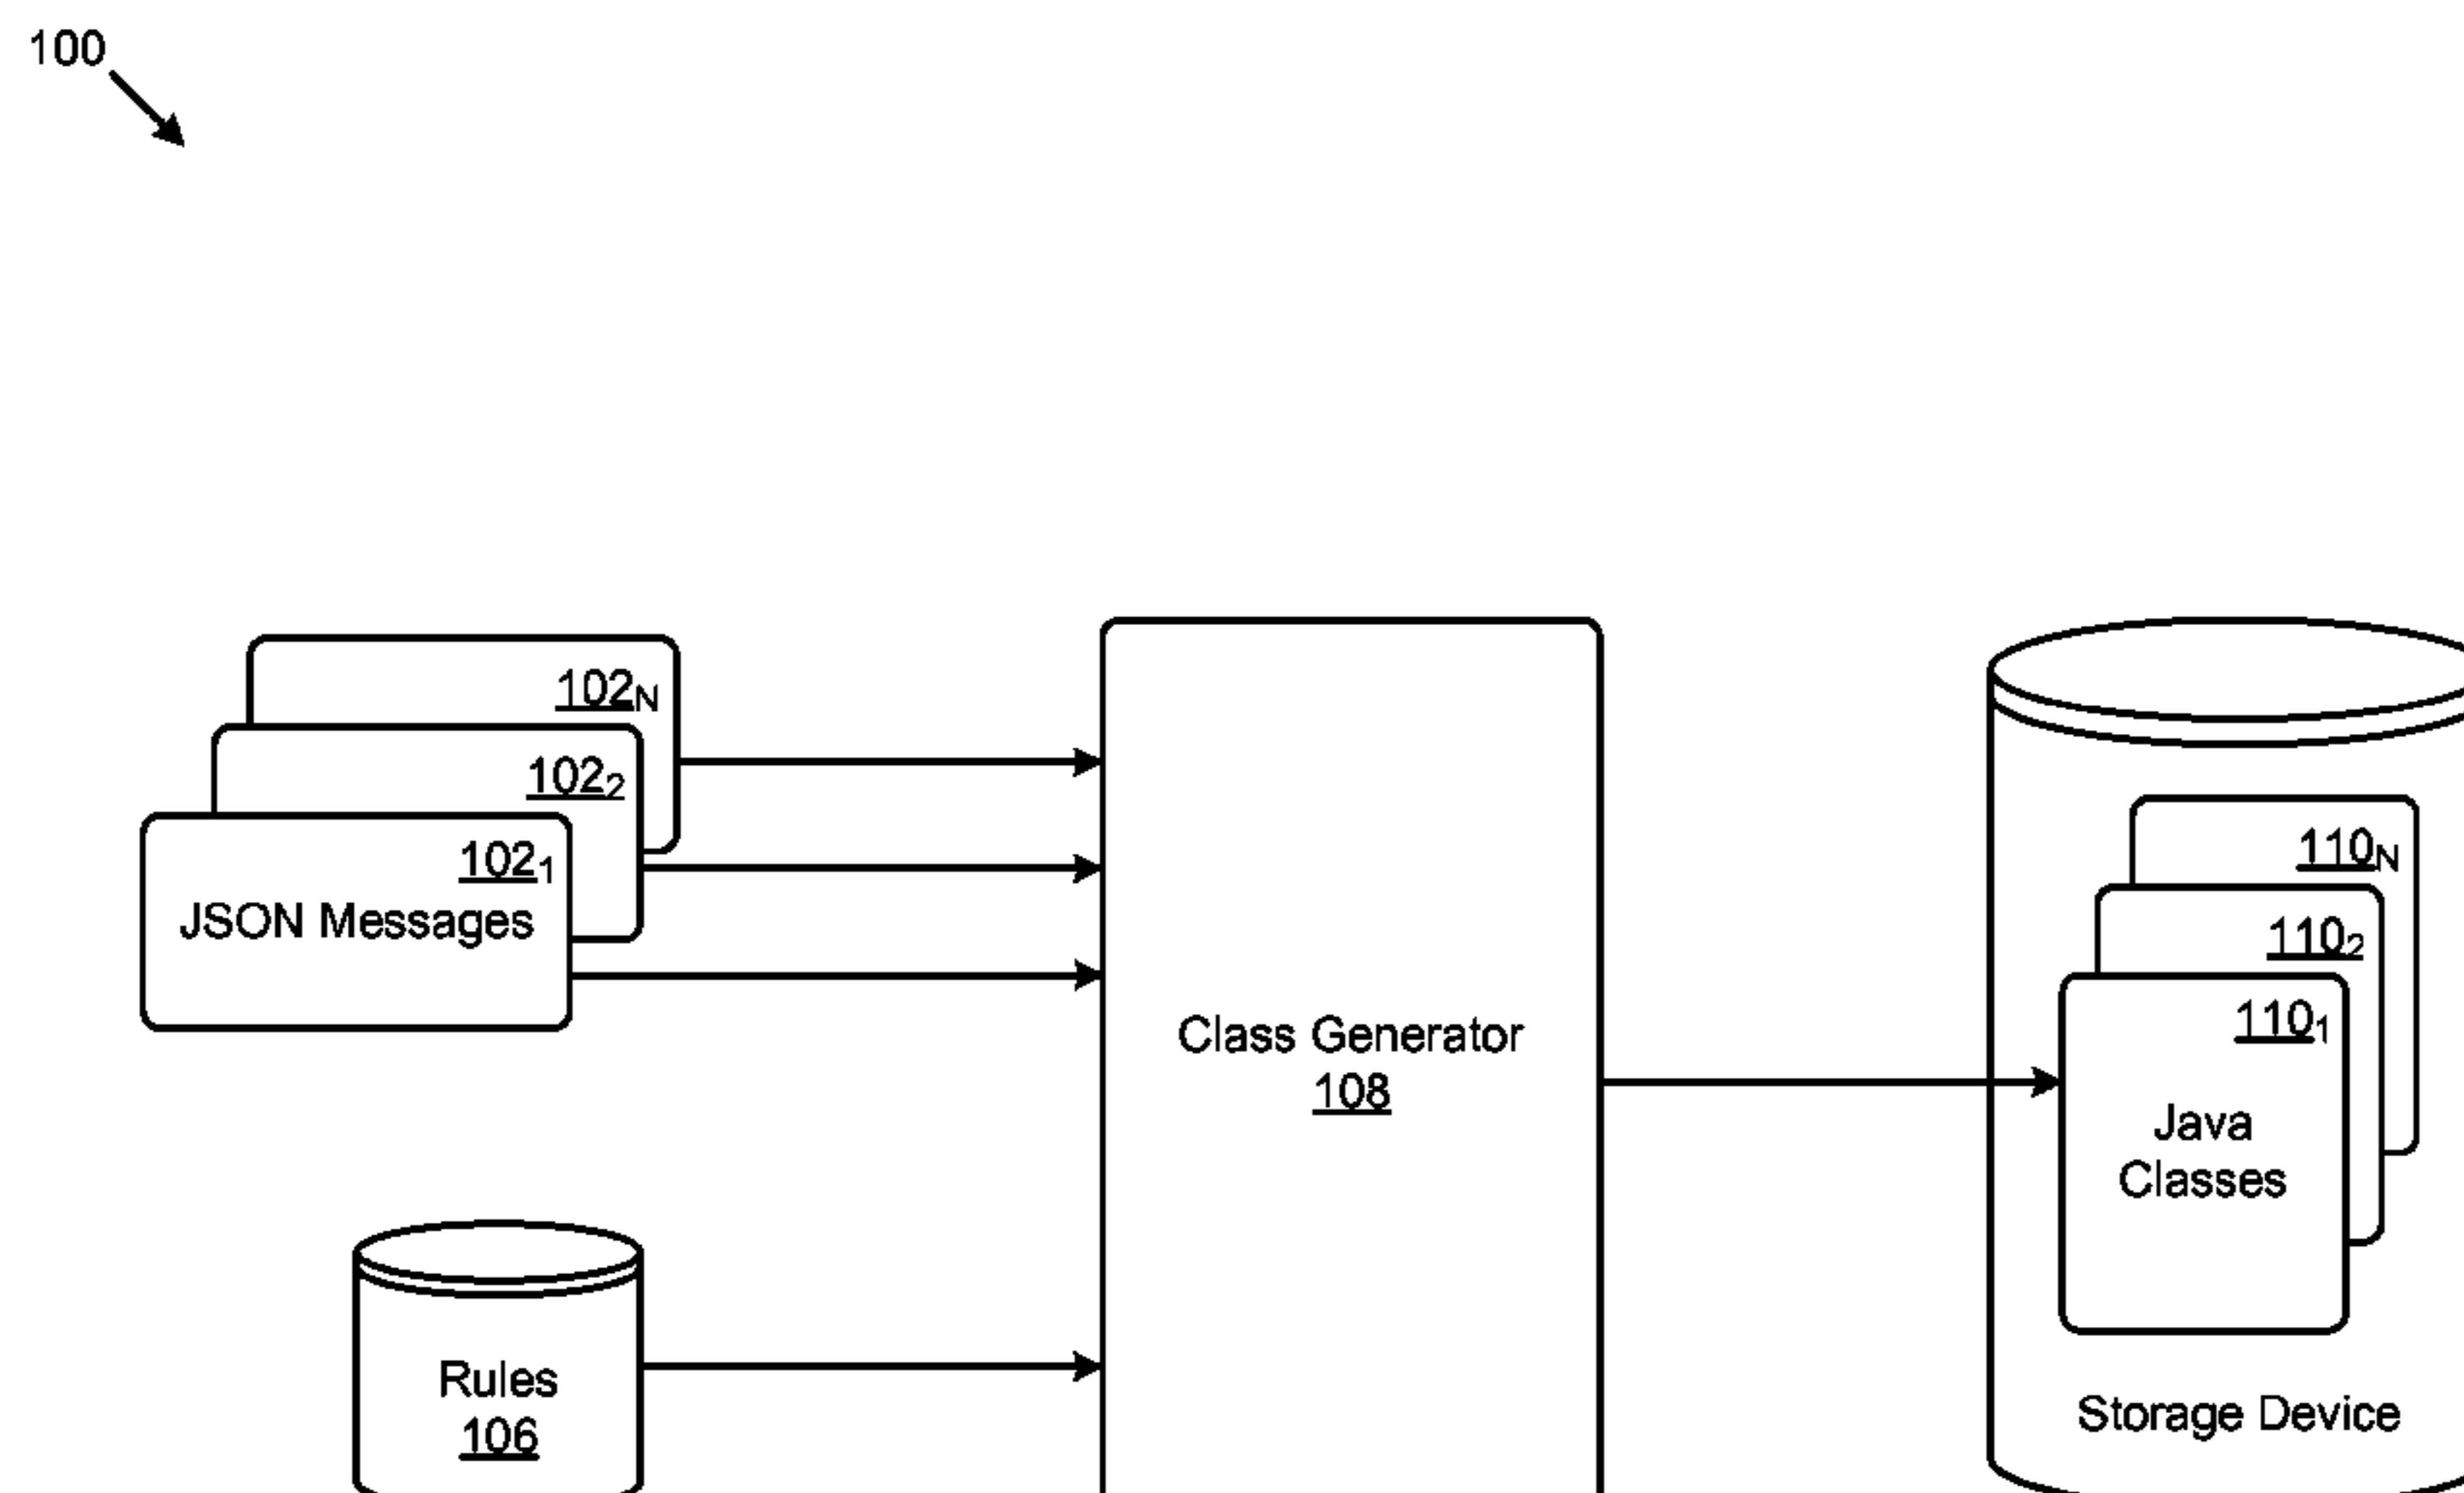 100
102N
1022
1021
JSON Messages
Class Generator
108
110N
1102
1101
Java
Classes
Rules
106
Storage Device